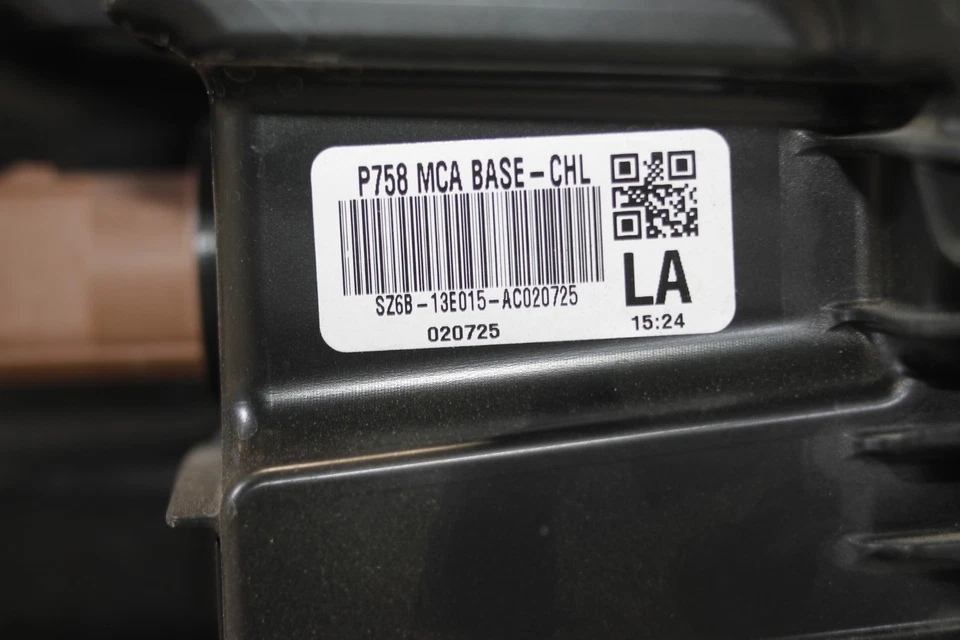 P758 MCA BASE-CHL
SZ6B-13E015-AC020725
LA
020725
15:24